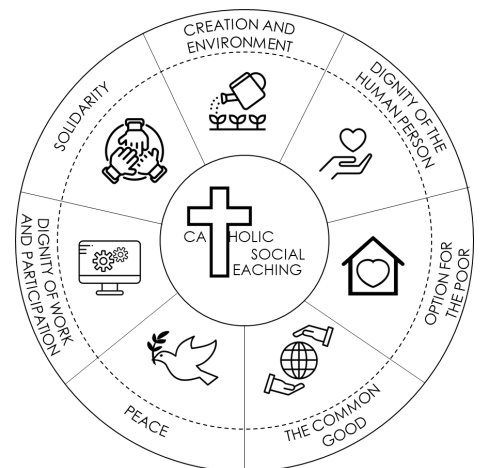 CREATION AND
ENVIRONMENT
DIGNITY OF THE
HUMAN PERSON
OPTION FOR
THE POOR
THE COMMON
GOOD
PEACE
DIGNITY OF WORK
AND PARTICIPATION
SOLIDARITY
CA HOLIC
SOCIAL
EACHING